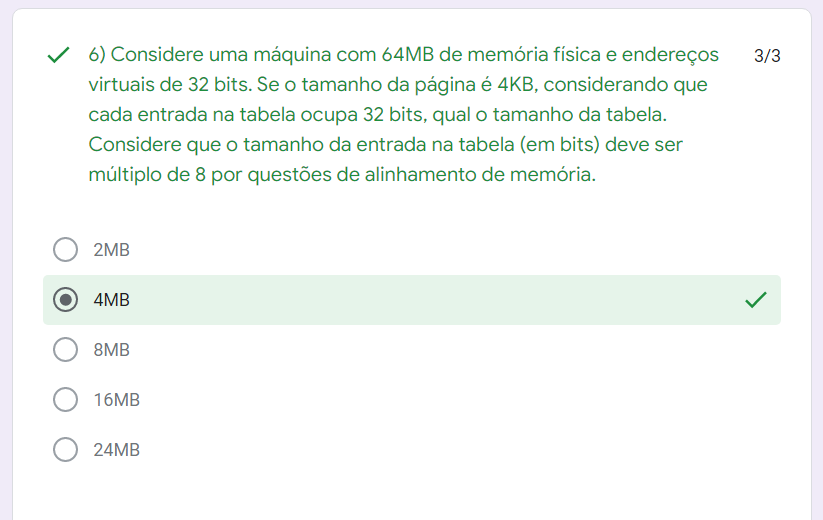 6) Considere uma máquina com 64MB de memória física e endereços 3/3
virtuais de 32 bits. Se o tamanho da página é 4KB, considerando que
cada entrada na tabela ocupa 32 bits, qual o tamanho da tabela.
Considere que o tamanho da entrada na tabela (em bits) deve ser
múltiplo de 8 por questões de alinhamento de memória.
2MB
4MB
8MB
16MB
24MB